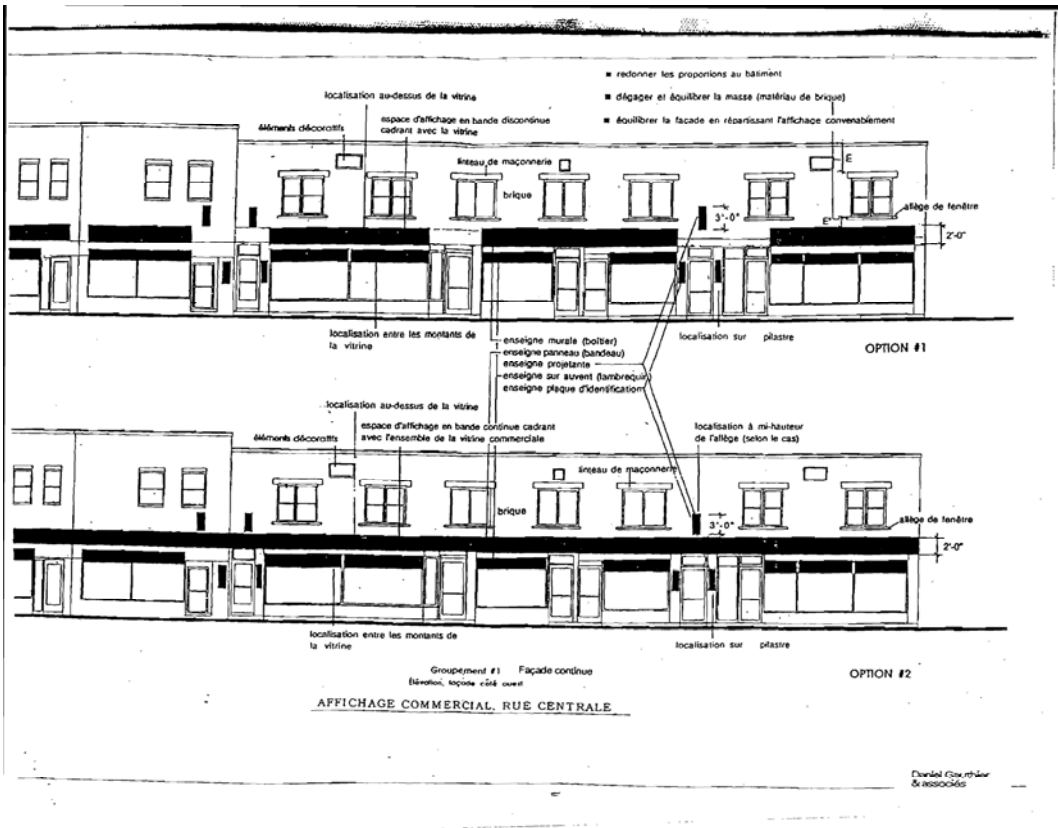 ■ redonner les proportions au bâtiment
■ dégager et équilibrer la masse (matériau de brique)
■ équilibrer la façade en répartissant l'affichage convenablement
localisation au-dessus de la vitrine
espace d'affichage en bande discontinue
cadrant avec la vitrine
éléments décoratifs
linteau de maçonnerie
brique
E
E
allège de fenêtre
3'-0"
2'-0"
localisation entre les montants de
la vitrine
enseigne murale (boîtier)
enseigne panneau (bandeau)
enseigne projetante
enseigne sur auvent (lambrequin)
enseigne plaque d'identification
localisation sur pilastre
OPTION #1
localisation au-dessus de la vitrine
espace d'affichage en bande continue cadrant
avec l'ensemble de la vitrine commerciale
éléments décoratifs
linteau de maçonnerie
localisation à mi-hauteur
de l'allège (selon le cas)
brique
3'-0"
allège de fenêtre
2'-0"
localisation entre les montants de
la vitrine
localisation sur pilastre
OPTION #2
Groupement #1 Façade continue
Élévation, façade côté ouest
AFFICHAGE COMMERCIAL, RUE CENTRALE
Daniel Gauthier
& associés